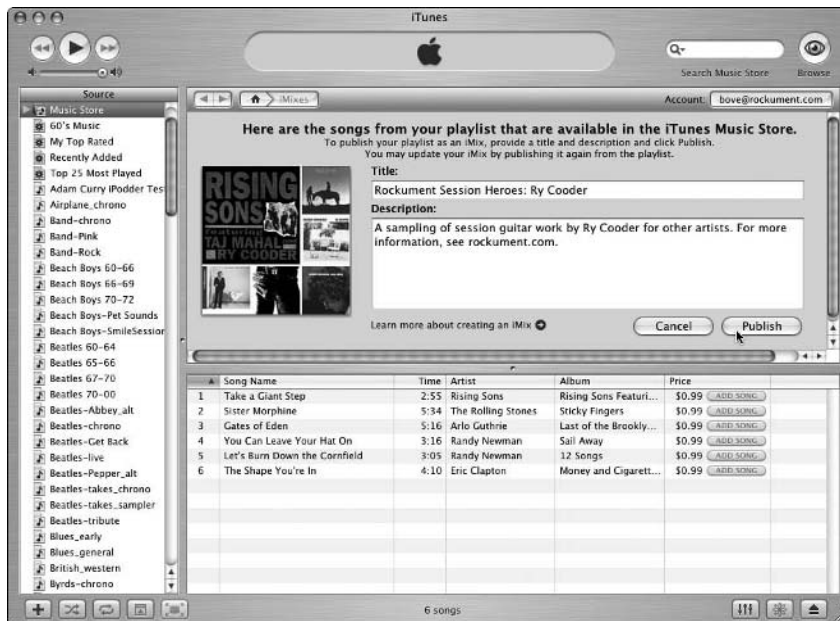 iTunes
Search Music Store
Browse
Source
Music Store
60's Music
My Top Rated
Recently Added
Top 25 Most Played
Adam Curry iPodder Tes
Airplane_chrono
Band-chrono
Band-Pink
Band-Rock
Beach Boys 60-66
Beach Boys 66-69
Beach Boys 70-72
Beach Boys-Pet Sounds
Beach Boys-SmileSession
Beatles 60-64
Beatles 65-66
Beatles 67-70
Beatles 70-00
Beatles-Abbey_alt
Beatles-chrono
Beatles-Get Back
Beatles-live
Beatles-Pepper_alt
Beatles-takes_chrono
Beatles-takes_sampler
Beatles-tribute
Blues_early
Blues_general
British_western
Byrds-chrono
iMixes
Account: bove@rockument.com
Here are the songs from your playlist that are available in the iTunes Music Store.
To publish your playlist as an iMix, provide a title and description and click Publish.
You may update your iMix by publishing it again from the playlist.
RISING
SONS
featuring
TAJ MAHAL
RY COODER
Title:
Rockument Session Heroes: Ry Cooder
Description:
A sampling of session guitar work by Ry Cooder for other artists. For more
information, see rockument.com.
Learn more about creating an iMix
Cancel
Publish
Song Name Time Artist Album Price
1 Take a Giant Step 2:55 Rising Sons Rising Sons Featuri... $0.99 ADD SONG
2 Sister Morphine 5:34 The Rolling Stones Sticky Fingers $0.99 ADD SONG
3 Gates of Eden 5:16 Arlo Guthrie Last of the Brookly... $0.99 ADD SONG
4 You Can Leave Your Hat On 3:16 Randy Newman Sail Away $0.99 ADD SONG
5 Let's Burn Down the Cornfield 3:05 Randy Newman 12 Songs $0.99 ADD SONG
6 The Shape You're In 4:10 Eric Clapton Money and Cigarett... $0.99 ADD SONG
6 songs